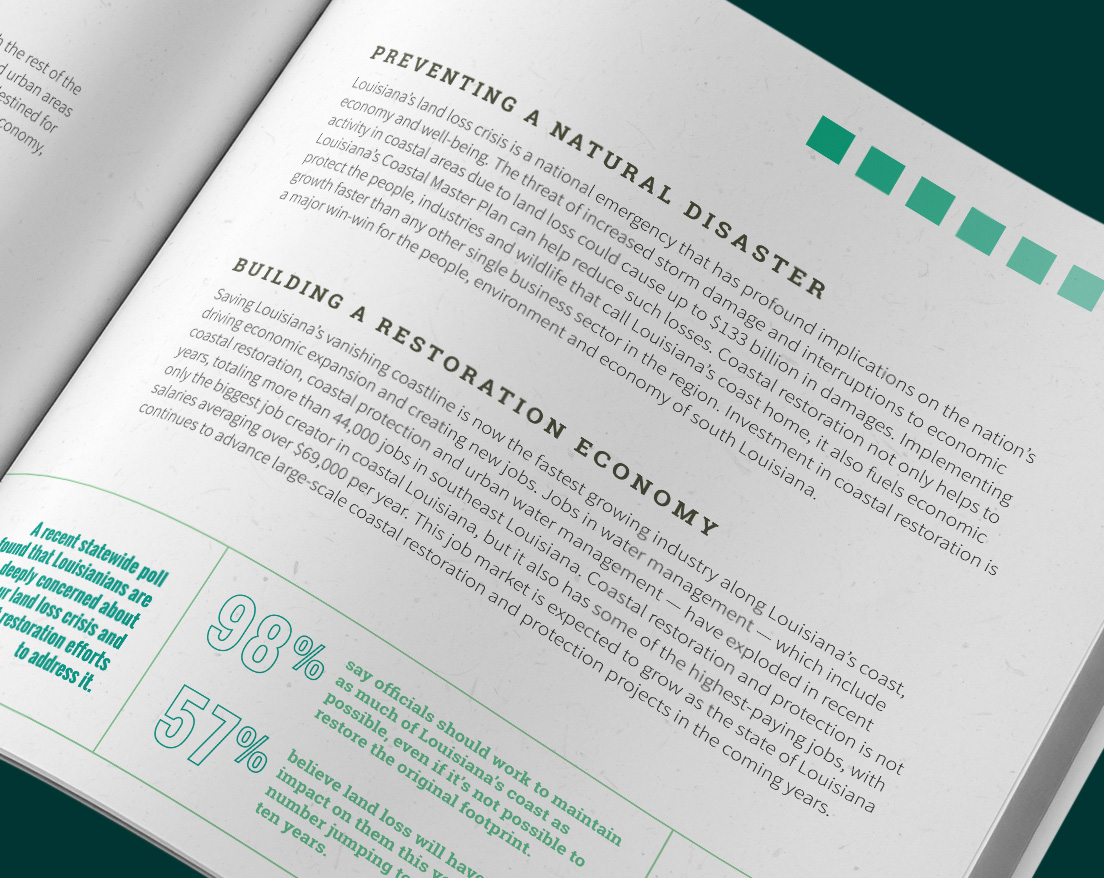 the rest of the
urban areas
for
PREVENTING A NATURAL DISASTER
Louisiana's land loss crisis is a national emergency that has profound implications on the nation's
economy and well-being. The threat of increased storm damage and interruptions to economic
activity in coastal areas due to land loss could cause up to $133 billion in damages. Implementing
Louisiana's Coastal Master Plan can help reduce such losses. Coastal restoration not only helps to
protect the people, industries and wildlife that call Louisiana's coast home, it also fuels economic
growth faster than any other single business sector in the region. Investment in coastal restoration is
a major win-win for the people, environment and economy of south Louisiana.
BUILDING A RESTORATION ECONOMY
Saving Louisiana's vanishing coastline is now the fastest growing industry along Louisiana's coast,
driving economic expansion and creating new jobs. Jobs in water management — which include
coastal restoration, coastal protection and urban water management — have exploded in recent
years, totaling more than 44,000 jobs in southeast Louisiana. Coastal restoration and protection is not
only the biggest job creator in coastal Louisiana, but it also has some of the highest-paying jobs, with
salaries averaging over $69,000 per year. This job market is expected to grow as the state of Louisiana
continues to advance large-scale coastal restoration and protection projects in the coming years.
A recent statewide poll
found that Louisianians are
deeply concerned about
land loss crisis and
restoration efforts
to address it.
98%
say officials should work to maintain
as much of Louisiana's coast as
possible, even if it's not possible to
restore the original footprint.
57%
believe land loss will have
impact on them this
number jumping to
ten years.